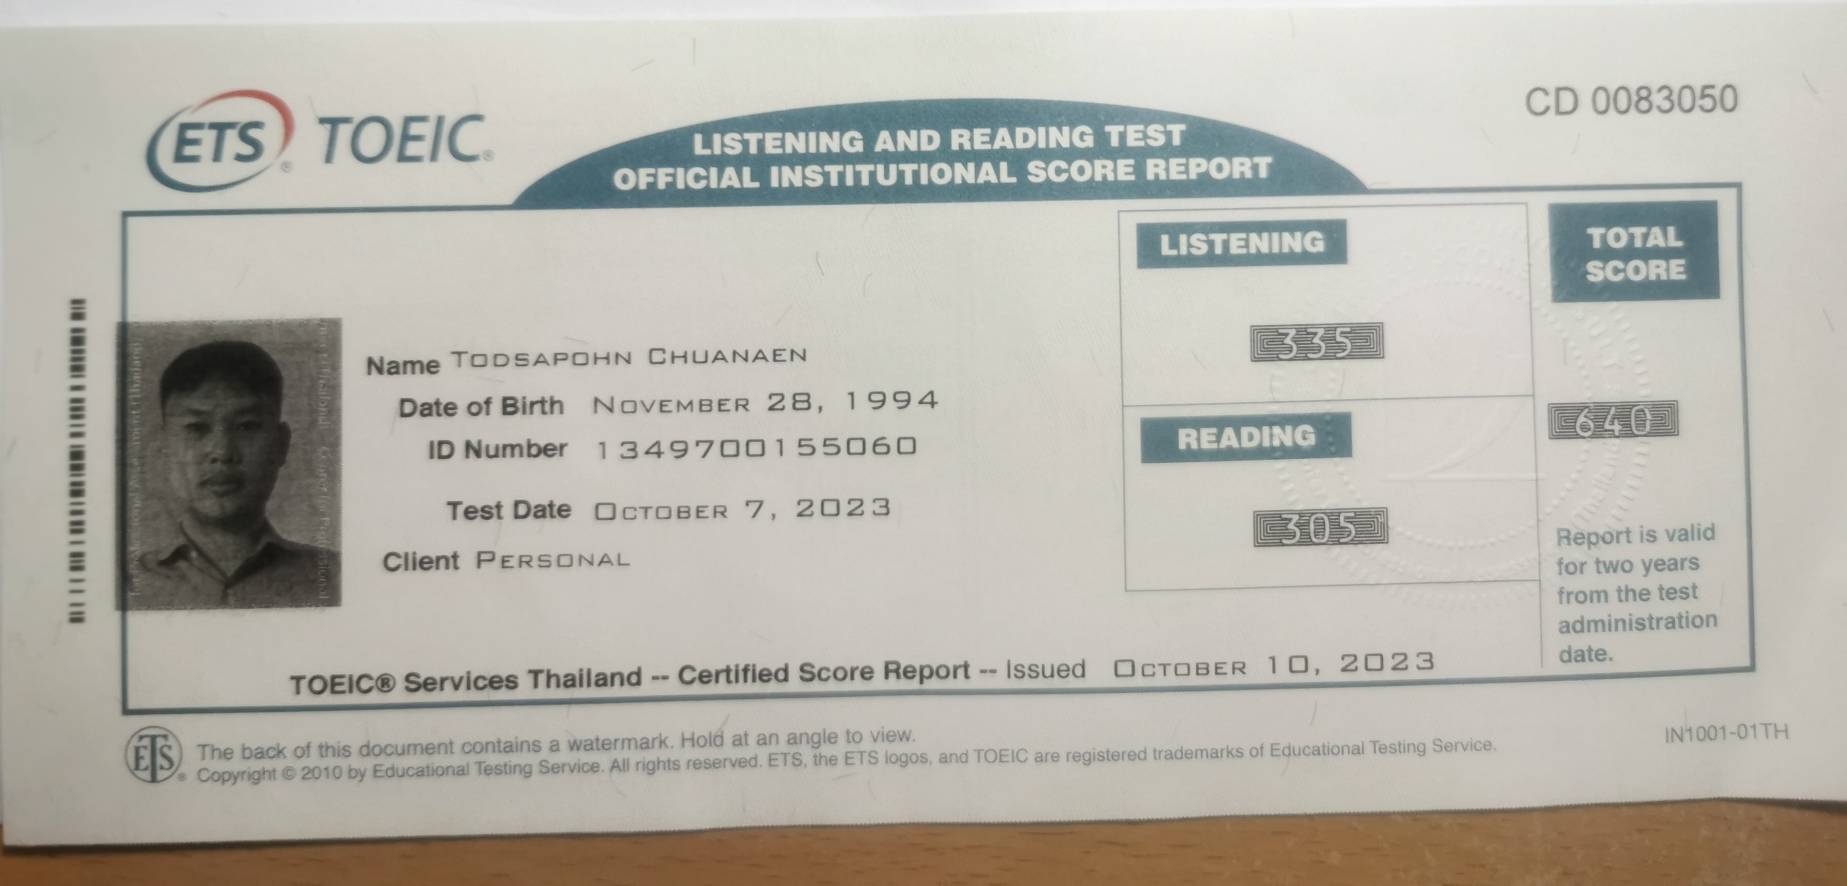 ETS® TOEIC®
CD 0083050
LISTENING AND READING TEST
OFFICIAL INSTITUTIONAL SCORE REPORT
LISTENING
TOTAL
SCORE
335
Name TODSAPOHN CHUANAEN
Date of Birth NOVEMBER 28, 1994
640
READING
ID Number 1349700155060
Test Date OCTOBER 7, 2023
305
Client PERSONAL
Report is valid
for two years
from the test
administration
date.
TOEIC® Services Thailand -- Certified Score Report -- Issued OCTOBER 10, 2023
ETS®
The back of this document contains a watermark. Hold at an angle to view.
Copyright © 2010 by Educational Testing Service. All rights reserved. ETS, the ETS logos, and TOEIC are registered trademarks of Educational Testing Service.
IN1001-01TH